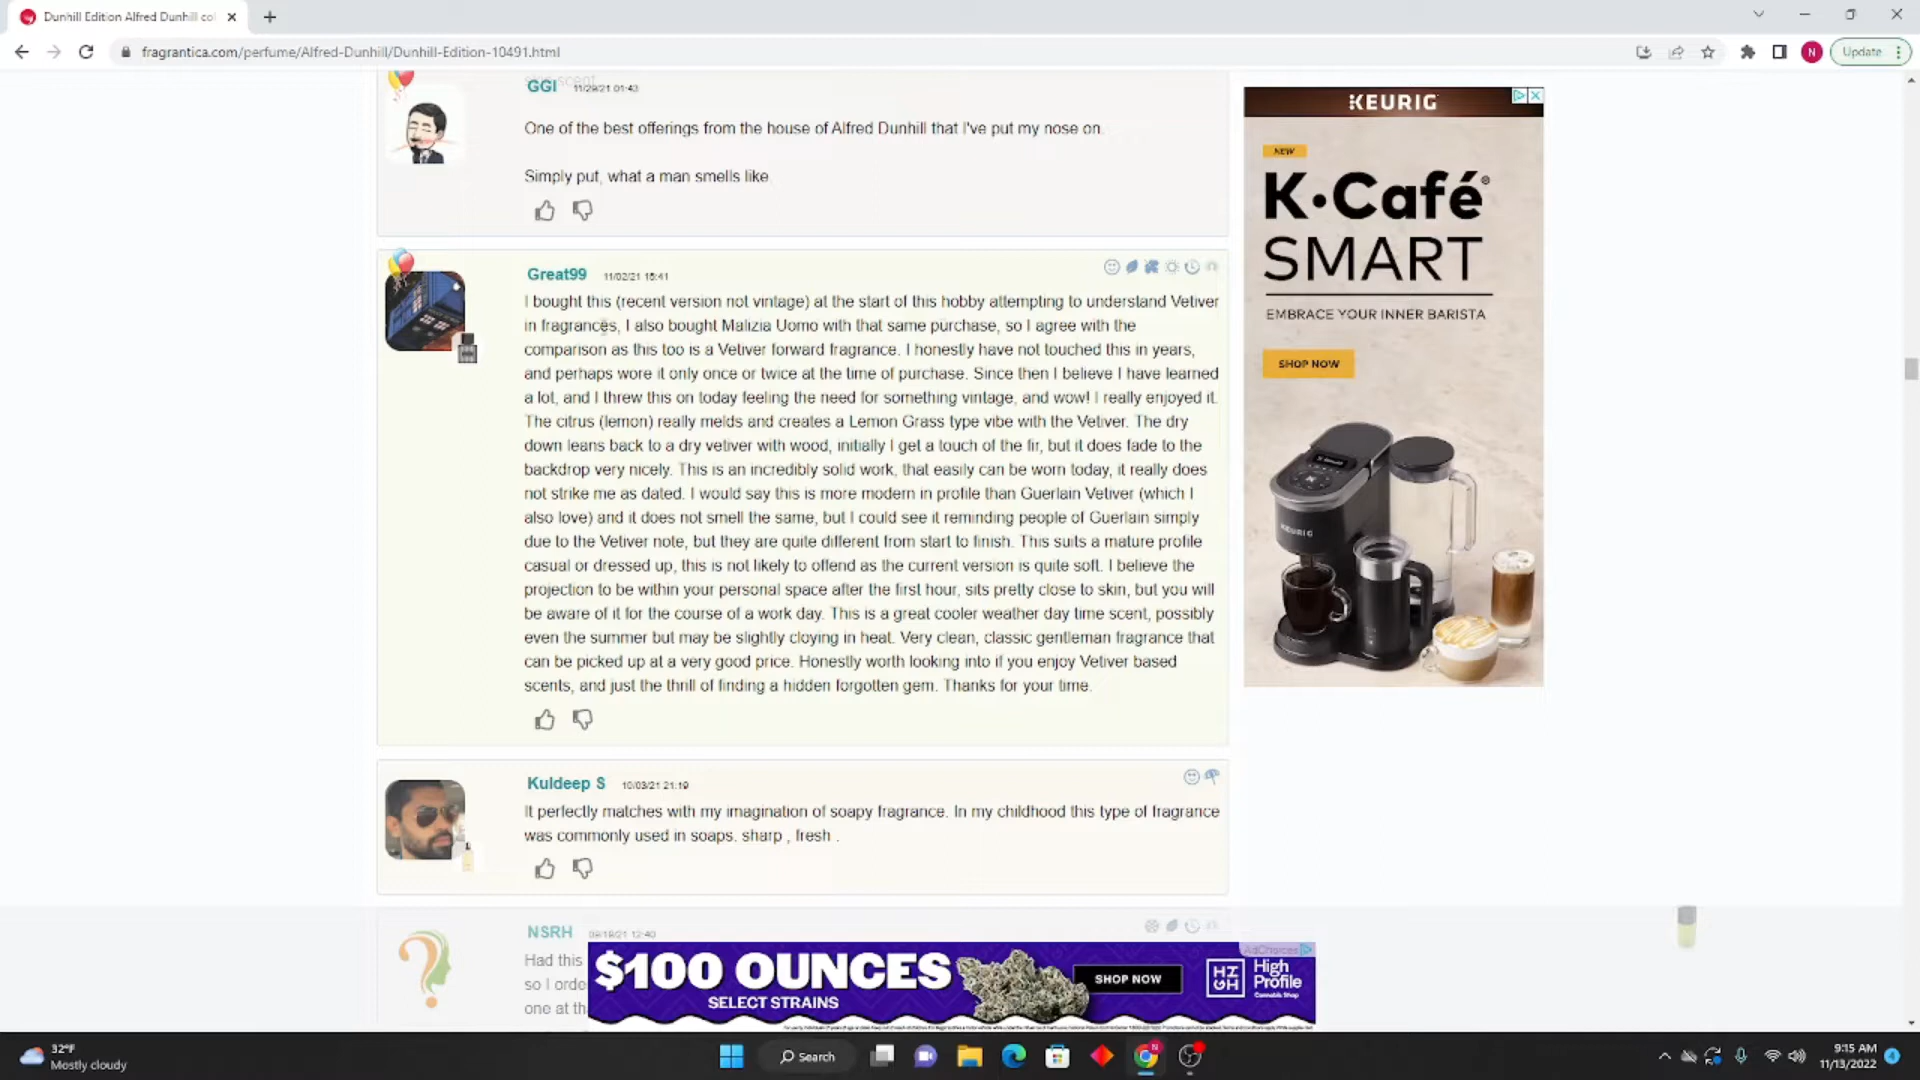 Dunhill Edition Alfred Dunhill col
fragrantica.com/perfume/Alfred-Dunhill/Dunhill-Edition-10491.html
N
Update
GGI 11/29/21 01:43
One of the best offerings from the house of Alfred Dunhill that I've put my nose on.
Simply put, what a man smells like.
Great99 11/02/21 15:41
I bought this (recent version not vintage) at the start of this hobby attempting to understand Vetiver
in fragrances, I also bought Malizia Uomo with that same purchase, so I agree with the
comparison as this too is a Vetiver forward fragrance. I honestly have not touched this in years,
and perhaps wore it only once or twice at the time of purchase. Since then I believe I have learned
a lot, and I threw this on today feeling the need for something vintage, and wow! I really enjoyed it.
The citrus (lemon) really melds and creates a Lemon Grass type vibe with the Vetiver. The dry
down leans back to a dry vetiver with wood, initially I get a touch of the fir, but it does fade to the
backdrop very nicely. This is an incredibly solid work, that easily can be worn today, it really does
not strike me as dated. I would say this is more modern in profile than Guerlain Vetiver (which I
also love) and it does not smell the same, but I could see it reminding people of Guerlain simply
due to the Vetiver note, but they are quite different from start to finish. This suits a mature profile
casual or dressed up, this is not likely to offend as the current version is quite soft. I believe the
projection to be within your personal space after the first hour, sits pretty close to skin, but you will
be aware of it for the course of a work day. This is a great cooler weather day time scent, possibly
even the summer but may be slightly cloying in heat. Very clean, classic gentleman fragrance that
can be picked up at a very good price. Honestly worth looking into if you enjoy Vetiver based
scents, and just the thrill of finding a hidden forgotten gem. Thanks for your time.
Kuldeep S 10/03/21 21:19
It perfectly matches with my imagination of soapy fragrance. In my childhood this type of fragrance
was commonly used in soaps. sharp , fresh .
NSRH 09/18/21 12:40
Had this
so I orde
one at th
KEURIG
NEW
K•Café®
SMART
EMBRACE YOUR INNER BARISTA
SHOP NOW
KEURIG
AdChoices
$100 OUNCES
SELECT STRAINS
SHOP NOW
HZ
GH
High
Profile
Cannabis Shop
32°F
Mostly cloudy
Search
N
9:15 AM
11/13/2022
4